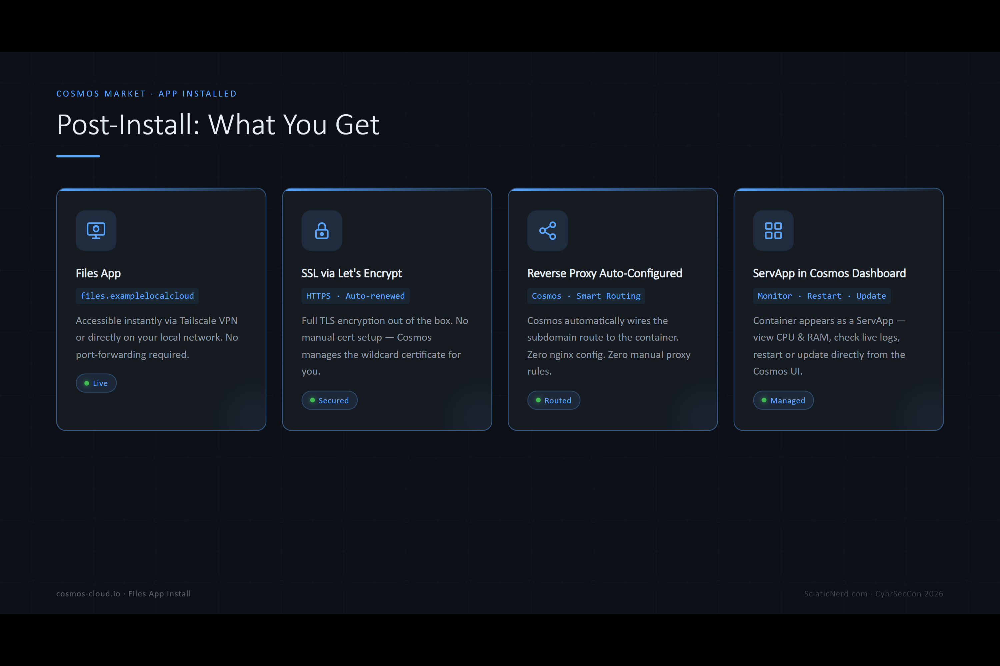 COSMOS MARKET · APP INSTALLED
Post-Install: What You Get
Files App
files.examplelocalcloud
Accessible instantly via Tailscale VPN
or directly on your local network. No
port-forwarding required.
Live
SSL via Let's Encrypt
HTTPS · Auto-renewed
Full TLS encryption out of the box. No
manual cert setup — Cosmos
manages the wildcard certificate for
you.
Secured
Reverse Proxy Auto-Configured
Cosmos · Smart Routing
Cosmos automatically wires the
subdomain route to the container.
Zero nginx config. Zero manual proxy
rules.
Routed
ServApp in Cosmos Dashboard
Monitor · Restart · Update
Container appears as a ServApp —
view CPU & RAM, check live logs,
restart or update directly from the
Cosmos UI.
Managed
cosmos-cloud.io · Files App Install
SciaticNerd.com · CybrSecCon 2026